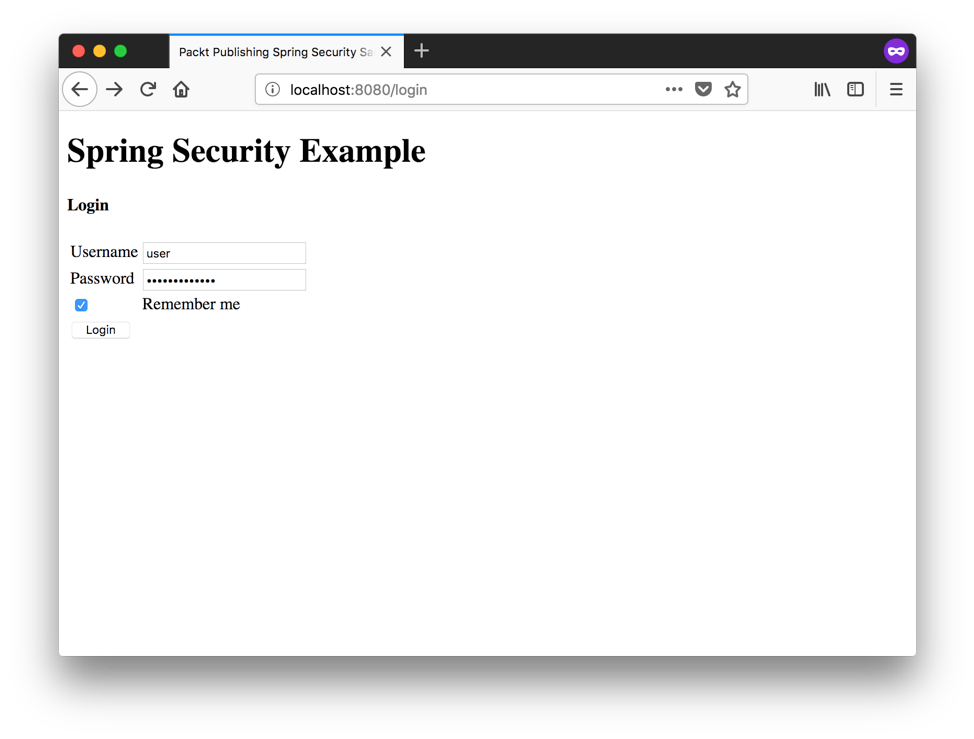 Packt Publishing Spring Security Sa
localhost:8080/login
Spring Security Example
Login
Username user
Password •••••••••••••
Remember me
Login